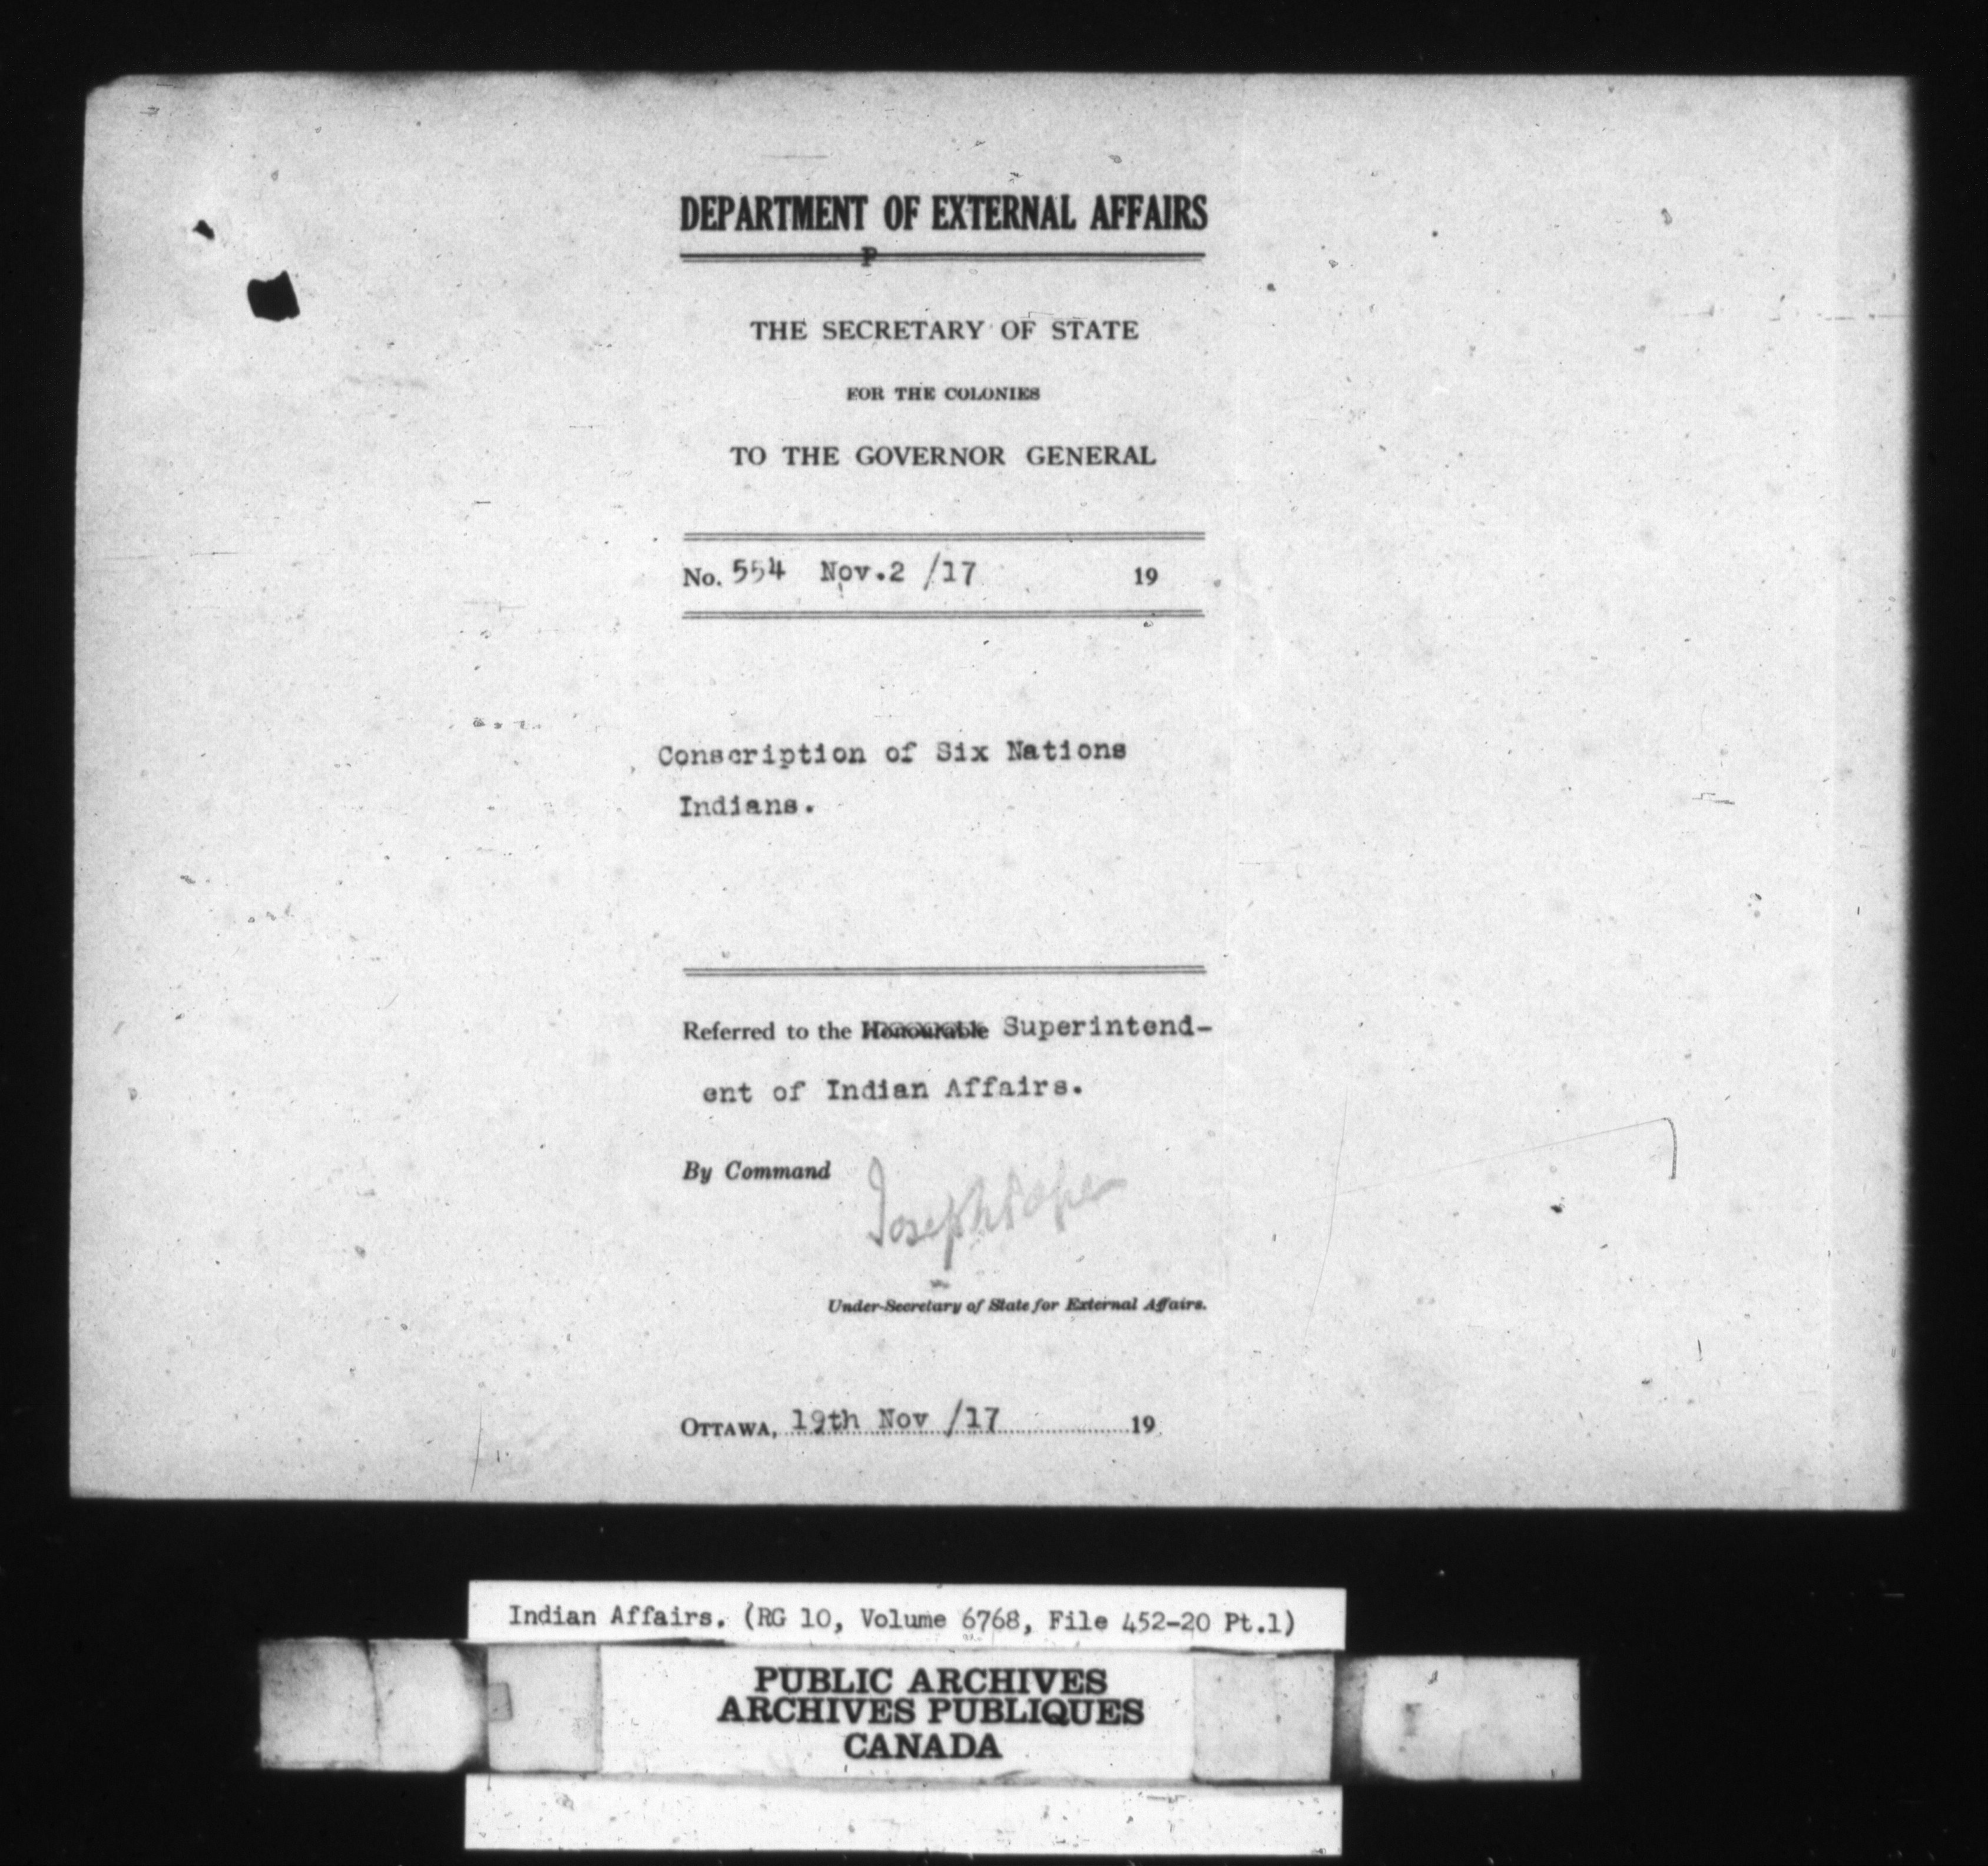 DEPARTMENT OF EXTERNAL AFFAIRS
P
THE SECRETARY OF STATE
FOR THE COLONIES
TO THE GOVERNOR GENERAL
No. 554 Nov.2 /17 19
Conscription of Six Nations
Indians.
Referred to the Honourable Superintend-
ent of Indian Affairs.
By Command
Joseph Pope
Under-Secretary of State for External Affairs.
OTTAWA, 19th Nov /17 19
Indian Affairs. (RG 10, Volume 6768, File 452-20 Pt.1)
PUBLIC ARCHIVES
ARCHIVES PUBLIQUES
CANADA